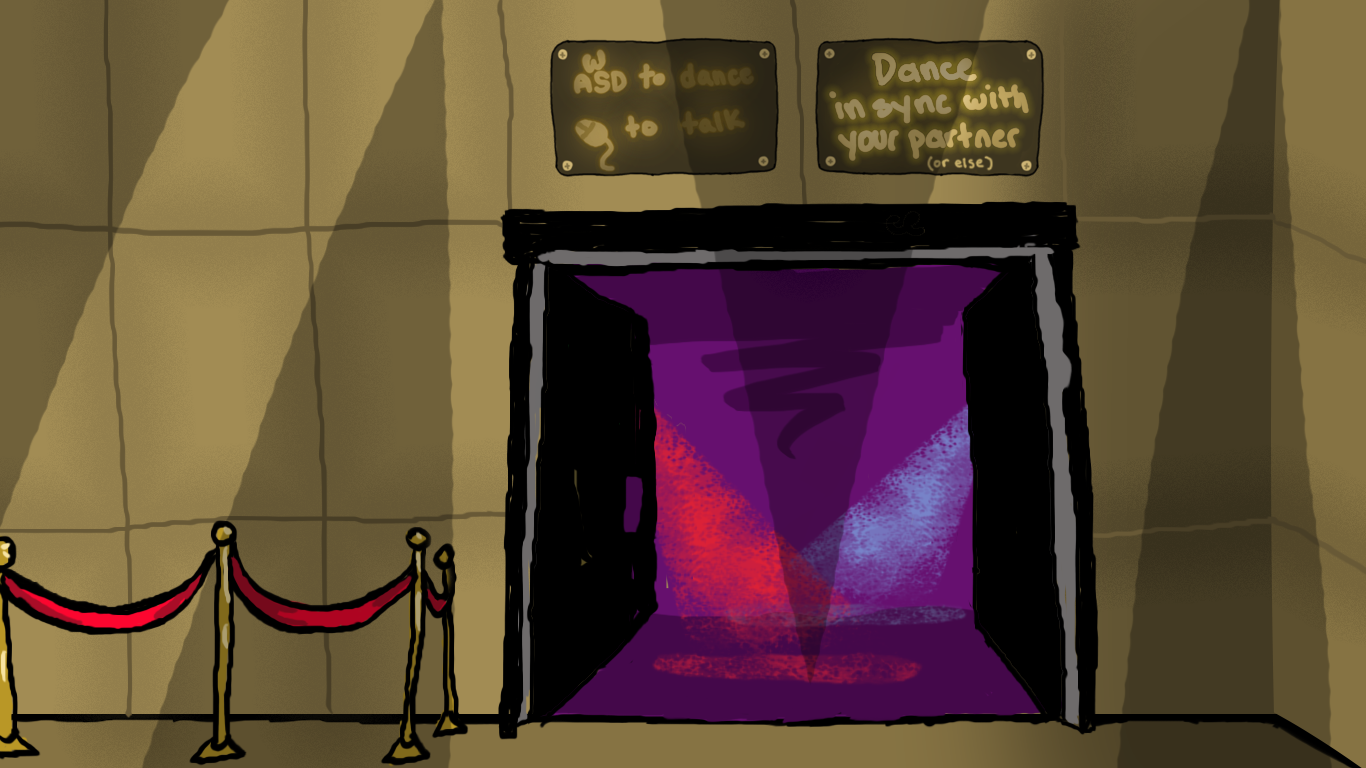 W
ASD to dance
to talk
Dance
in sync with
your partner
(or else)